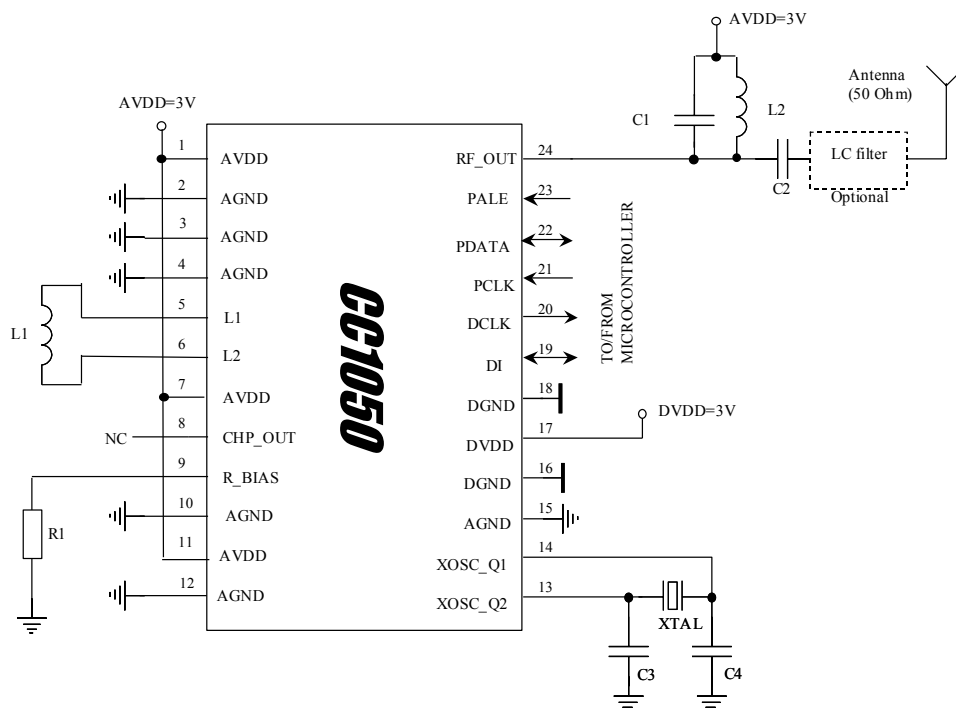 AVDD=3V
Antenna
(50 Ohm)
C1
L2
LC filter
C2
Optional
AVDD=3V
CC1050
1 AVDD
2 AGND
3 AGND
4 AGND
L1
5 L1
6 L2
7 AVDD
NC
8 CHP_OUT
9 R_BIAS
R1
10 AGND
11 AVDD
12 AGND
RF_OUT 24
PALE 23
PDATA 22
PCLK 21
DCLK 20
DI 19
DGND 18
DVDD 17
DGND 16
AGND 15
XOSC_Q1 14
XOSC_Q2 13
TO/FROM
MICROCONTROLLER
DVDD=3V
XTAL
C3
C4